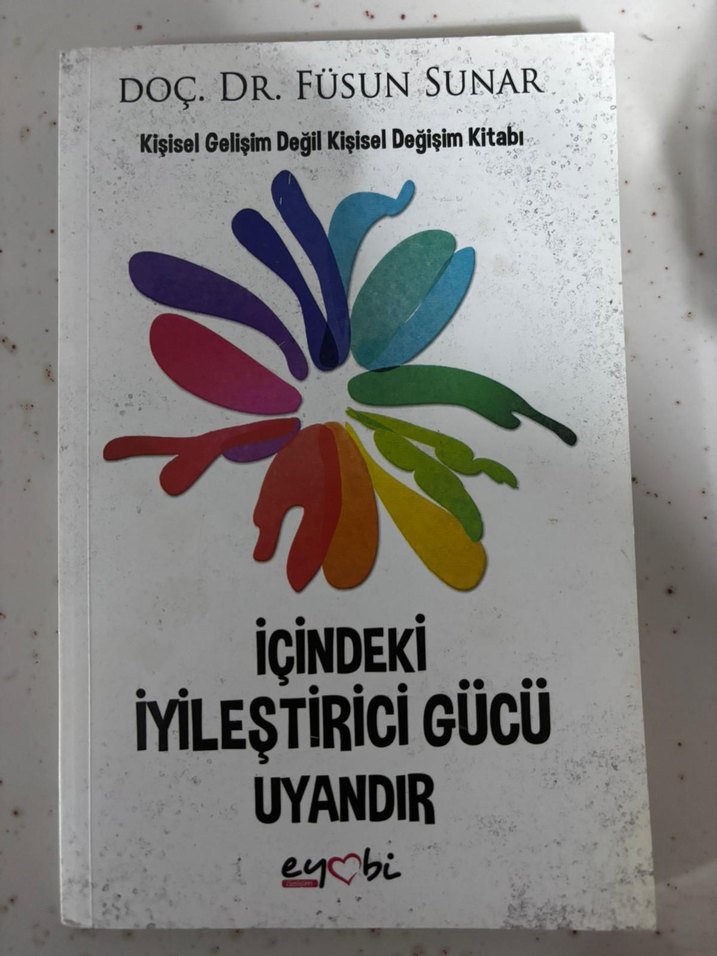 DOÇ. DR. FÜSUN SUNAR
Kişisel Gelişim Değil Kişisel Değişim Kitabı
İÇİNDEKİ
İYİLEŞTİRİCİ GÜCÜ
UYANDIR
eyobi